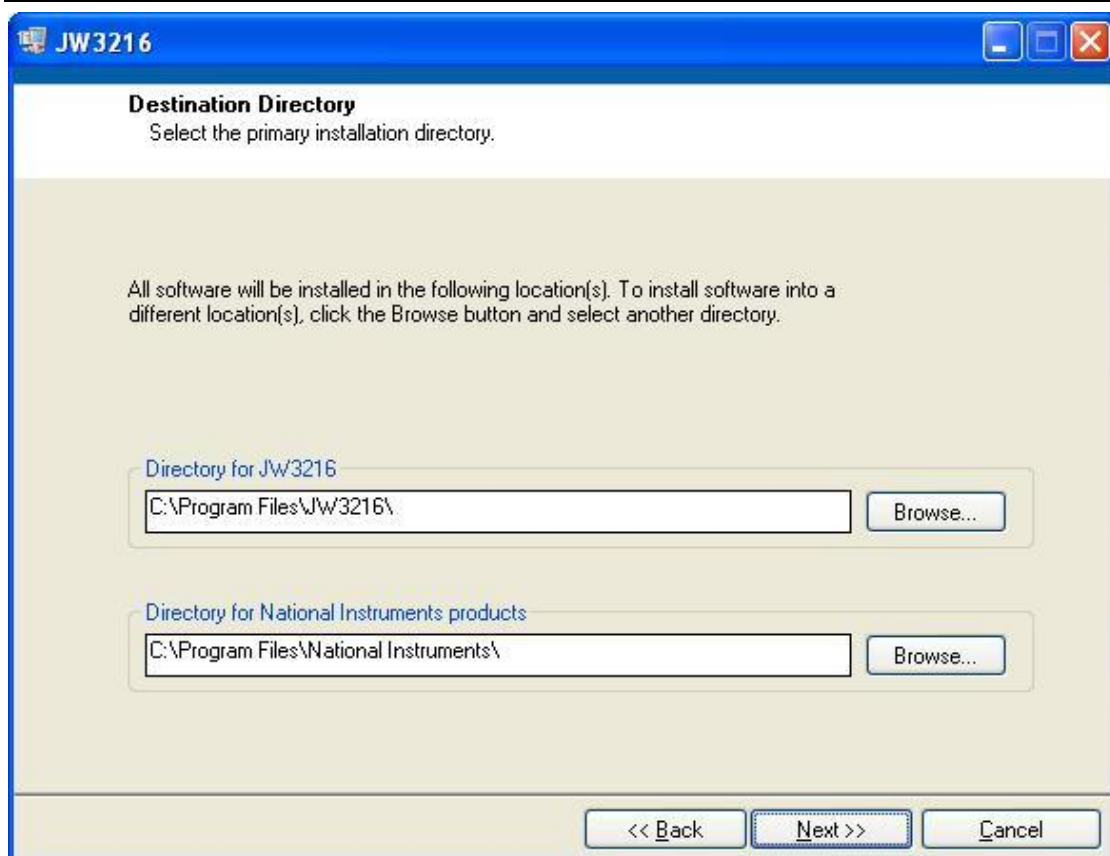 JW3216
Destination Directory
Select the primary installation directory.
All software will be installed in the following location(s). To install software into a
different location(s), click the Browse button and select another directory.
Directory for JW3216
C:\Program Files\JW3216\
Browse...
Directory for National Instruments products
C:\Program Files\National Instruments\
Browse...
<< Back
Next >>
Cancel